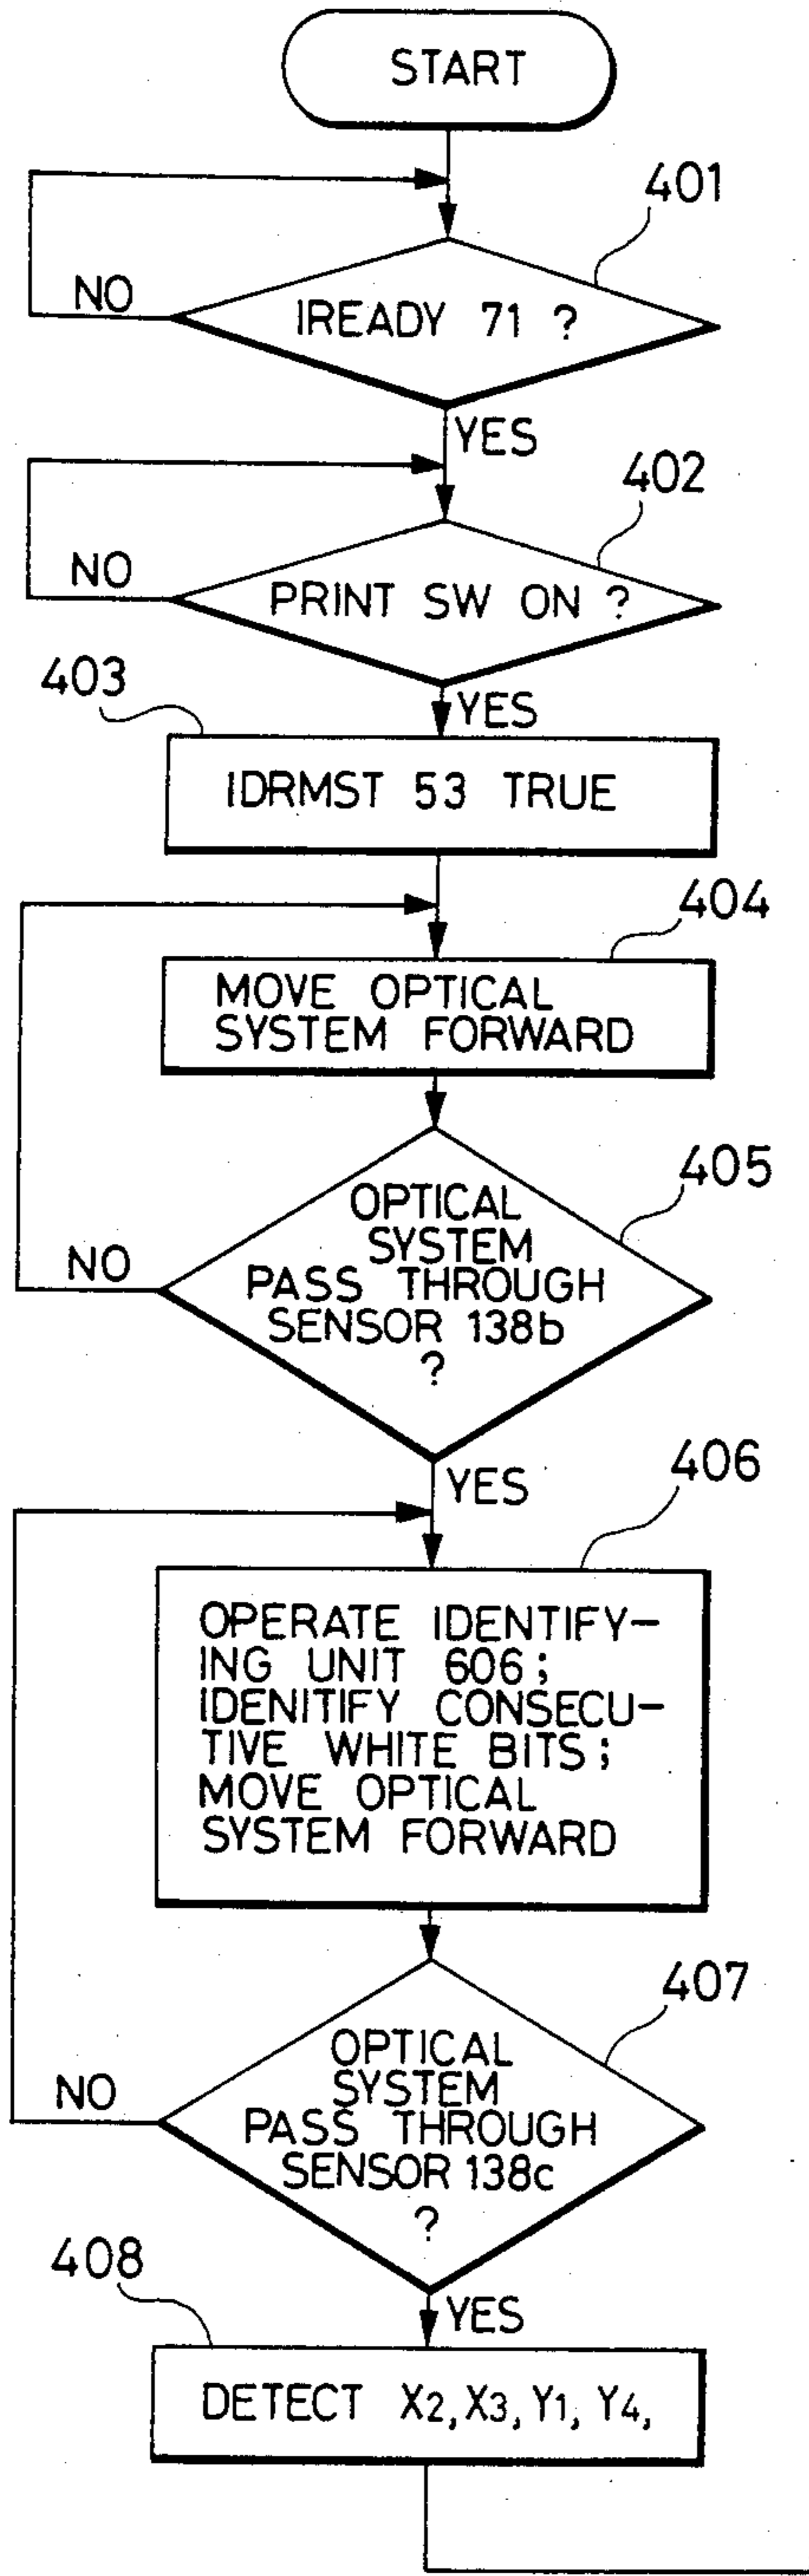 START
401
NO
IREADY 71 ?
YES
402
NO
PRINT SW ON ?
403
YES
IDRMST 53 TRUE
404
MOVE OPTICAL
SYSTEM FORWARD
405
OPTICAL
SYSTEM
NO
PASS THROUGH
SENSOR 138b
?
YES
406
OPERATE IDENTIFY-
ING UNIT 606;
IDENITIFY CONSECU-
TIVE WHITE BITS;
MOVE OPTICAL
SYSTEM FORWARD
407
OPTICAL
SYSTEM
NO
PASS THROUGH
SENSOR 138c
?
408
YES
DETECT X2, X3, Y1, Y4,